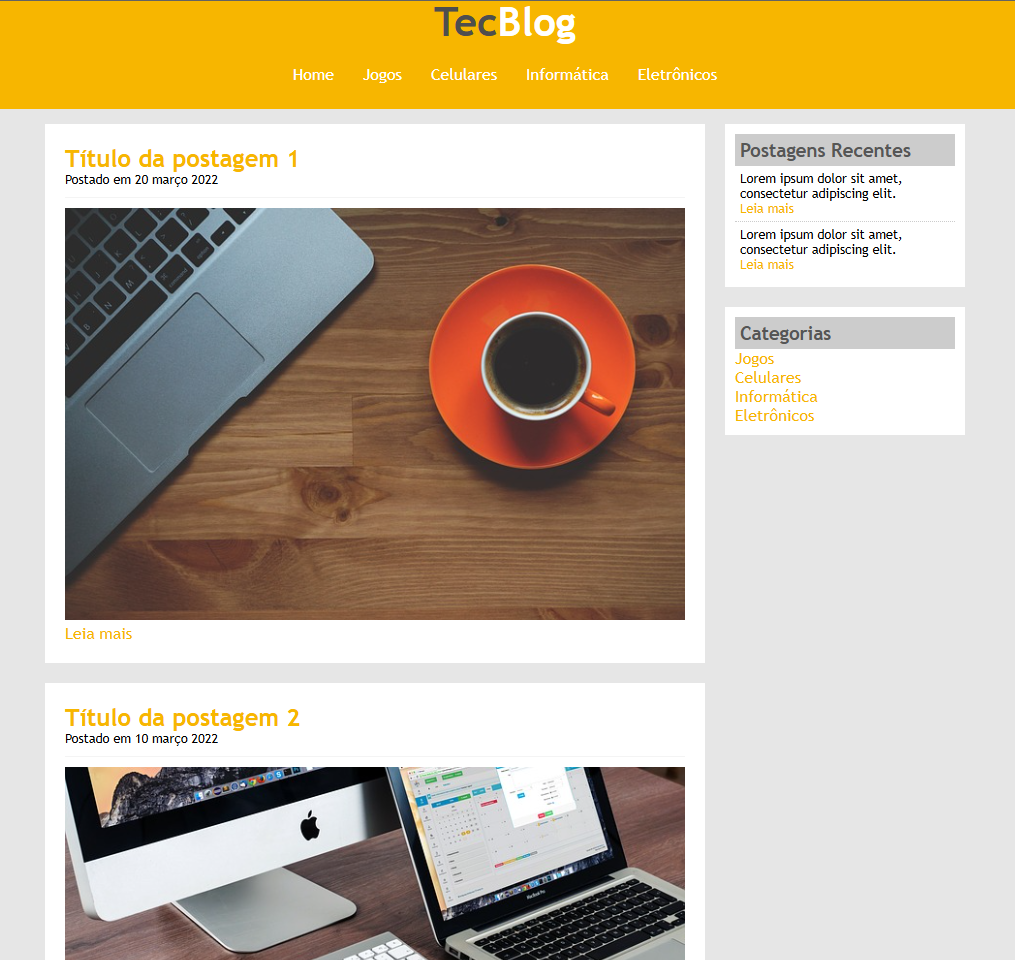 TecBlog
Home Jogos Celulares Informática Eletrônicos
Título da postagem 1
Postado em 20 março 2022
Leia mais
Título da postagem 2
Postado em 10 março 2022
Postagens Recentes
Lorem ipsum dolor sit amet,
consectetur adipiscing elit.
Leia mais
Lorem ipsum dolor sit amet,
consectetur adipiscing elit.
Leia mais
Categorias
Jogos
Celulares
Informática
Eletrônicos